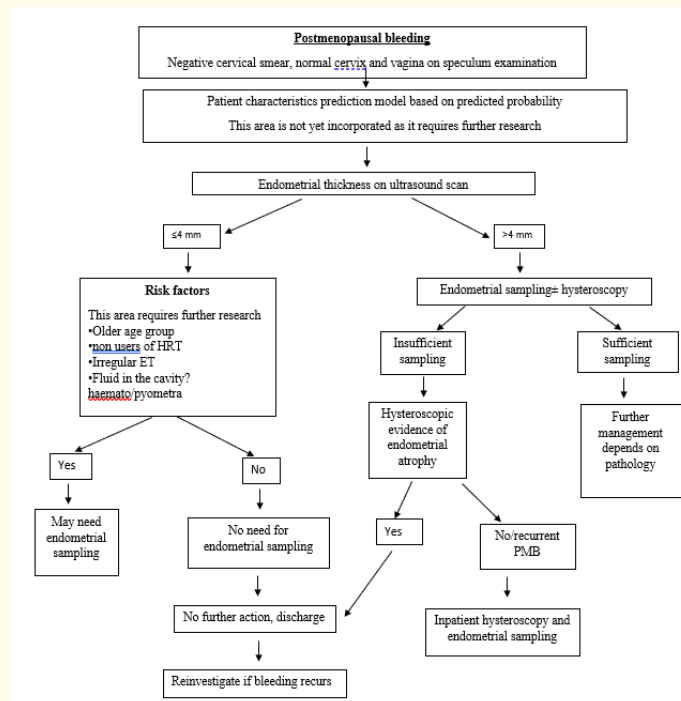 Postmenopausal bleeding
Negative cervical smear, normal cervix and vagina on speculum examination
Patient characteristics prediction model based on predicted probability
This area is not yet incorporated as it requires further research
Endometrial thickness on ultrasound scan
≤4 mm
>4 mm
Risk factors
This area requires further research
•Older age group
•non users of HRT
•Irregular ET
•Fluid in the cavity?
haemato/pyometra
Endometrial sampling± hysteroscopy
Insufficient
sampling
Sufficient
sampling
Hysteroscopic
evidence of
endometrial
atrophy
Further
management
depends on
pathology
Yes
No
May need
endometrial
sampling
No need for
endometrial sampling
Yes
No/recurrent
PMB
No further action, discharge
Inpatient hysteroscopy and
endometrial sampling
Reinvestigate if bleeding recurs